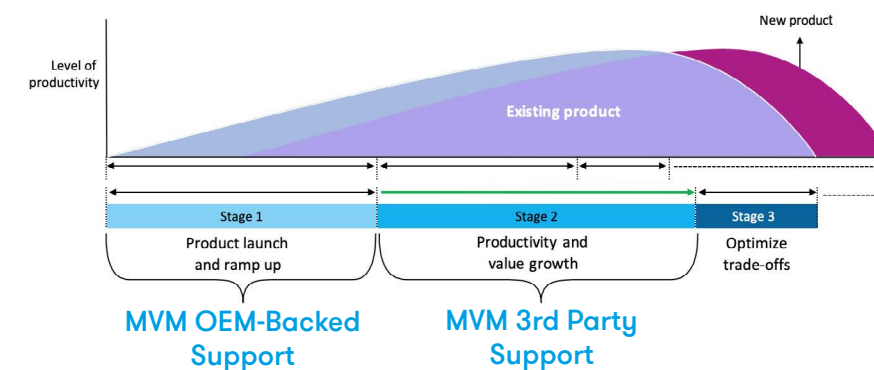 New product
Level of
productivity
Existing product
Stage 1
Stage 2
Stage 3
Product launch
and ramp up
Productivity and
value growth
Optimize
trade-offs
MVM OEM-Backed
Support
MVM 3rd Party
Support